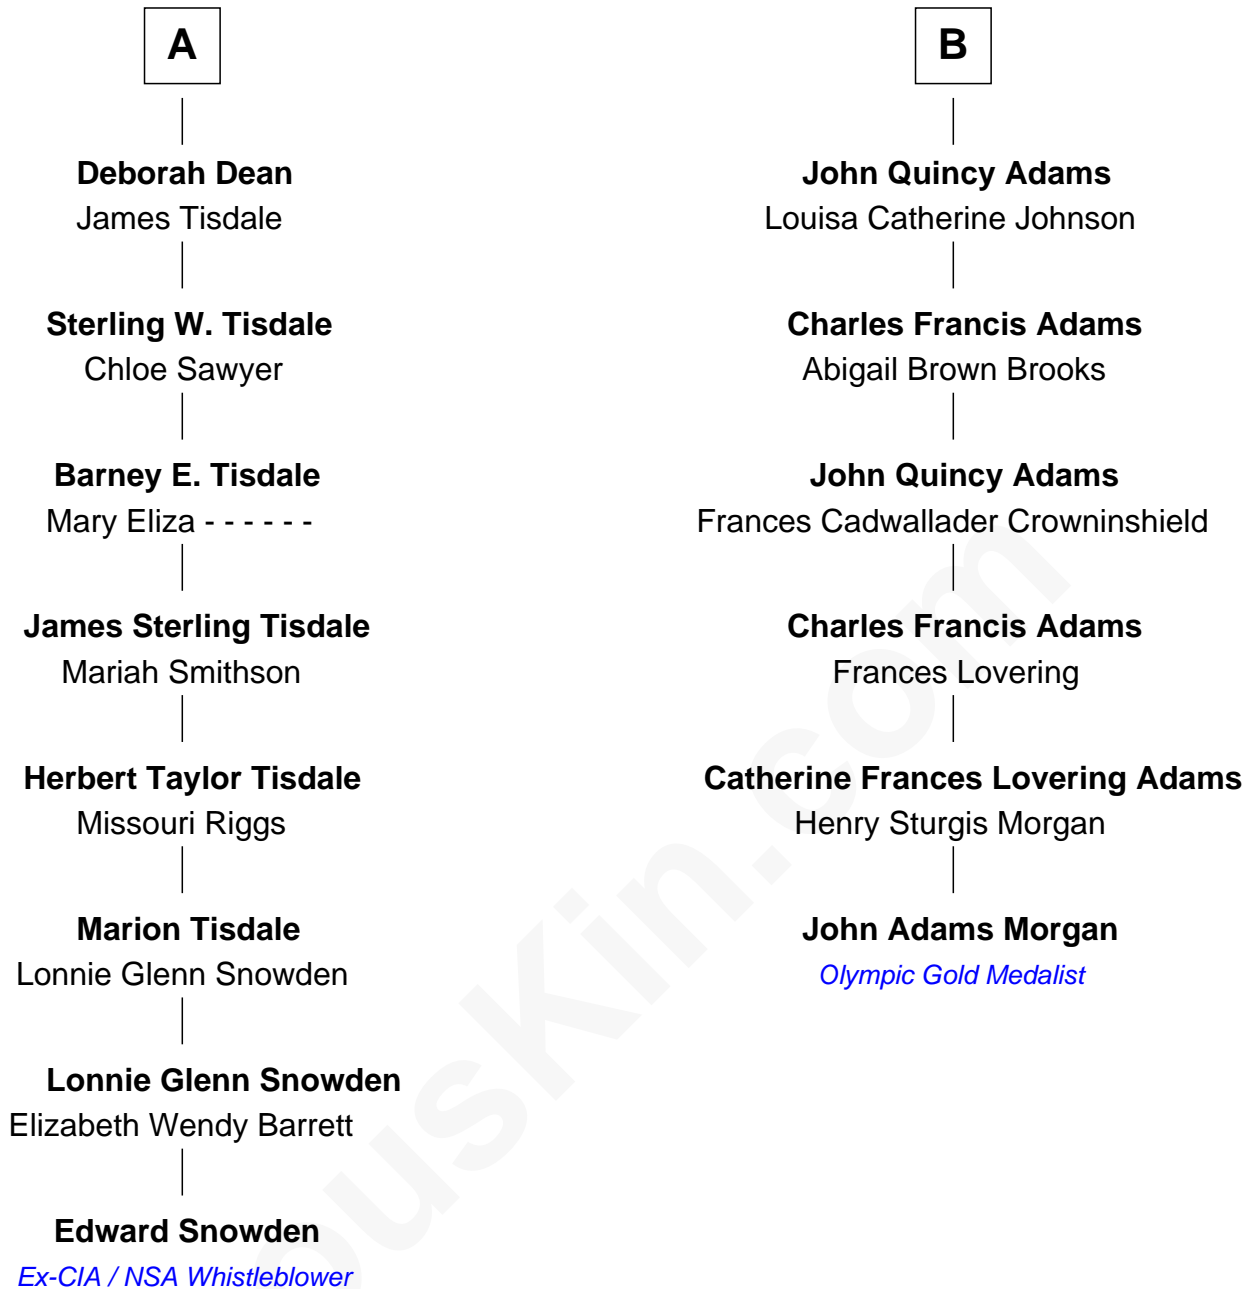 A
Deborah Dean
James Tisdale
Sterling W. Tisdale
Chloe Sawyer
Barney E. Tisdale
Mary Eliza - - - - - -
James Sterling Tisdale
Mariah Smithson
Herbert Taylor Tisdale
Missouri Riggs
Marion Tisdale
Lonnie Glenn Snowden
Lonnie Glenn Snowden
Elizabeth Wendy Barrett
Edward Snowden
Ex-CIA / NSA Whistleblower
B
John Quincy Adams
Louisa Catherine Johnson
Charles Francis Adams
Abigail Brown Brooks
John Quincy Adams
Frances Cadwallader Crowninshield
Charles Francis Adams
Frances Lovering
Catherine Frances Lovering Adams
Henry Sturgis Morgan
John Adams Morgan
Olympic Gold Medalist
ousKin.com